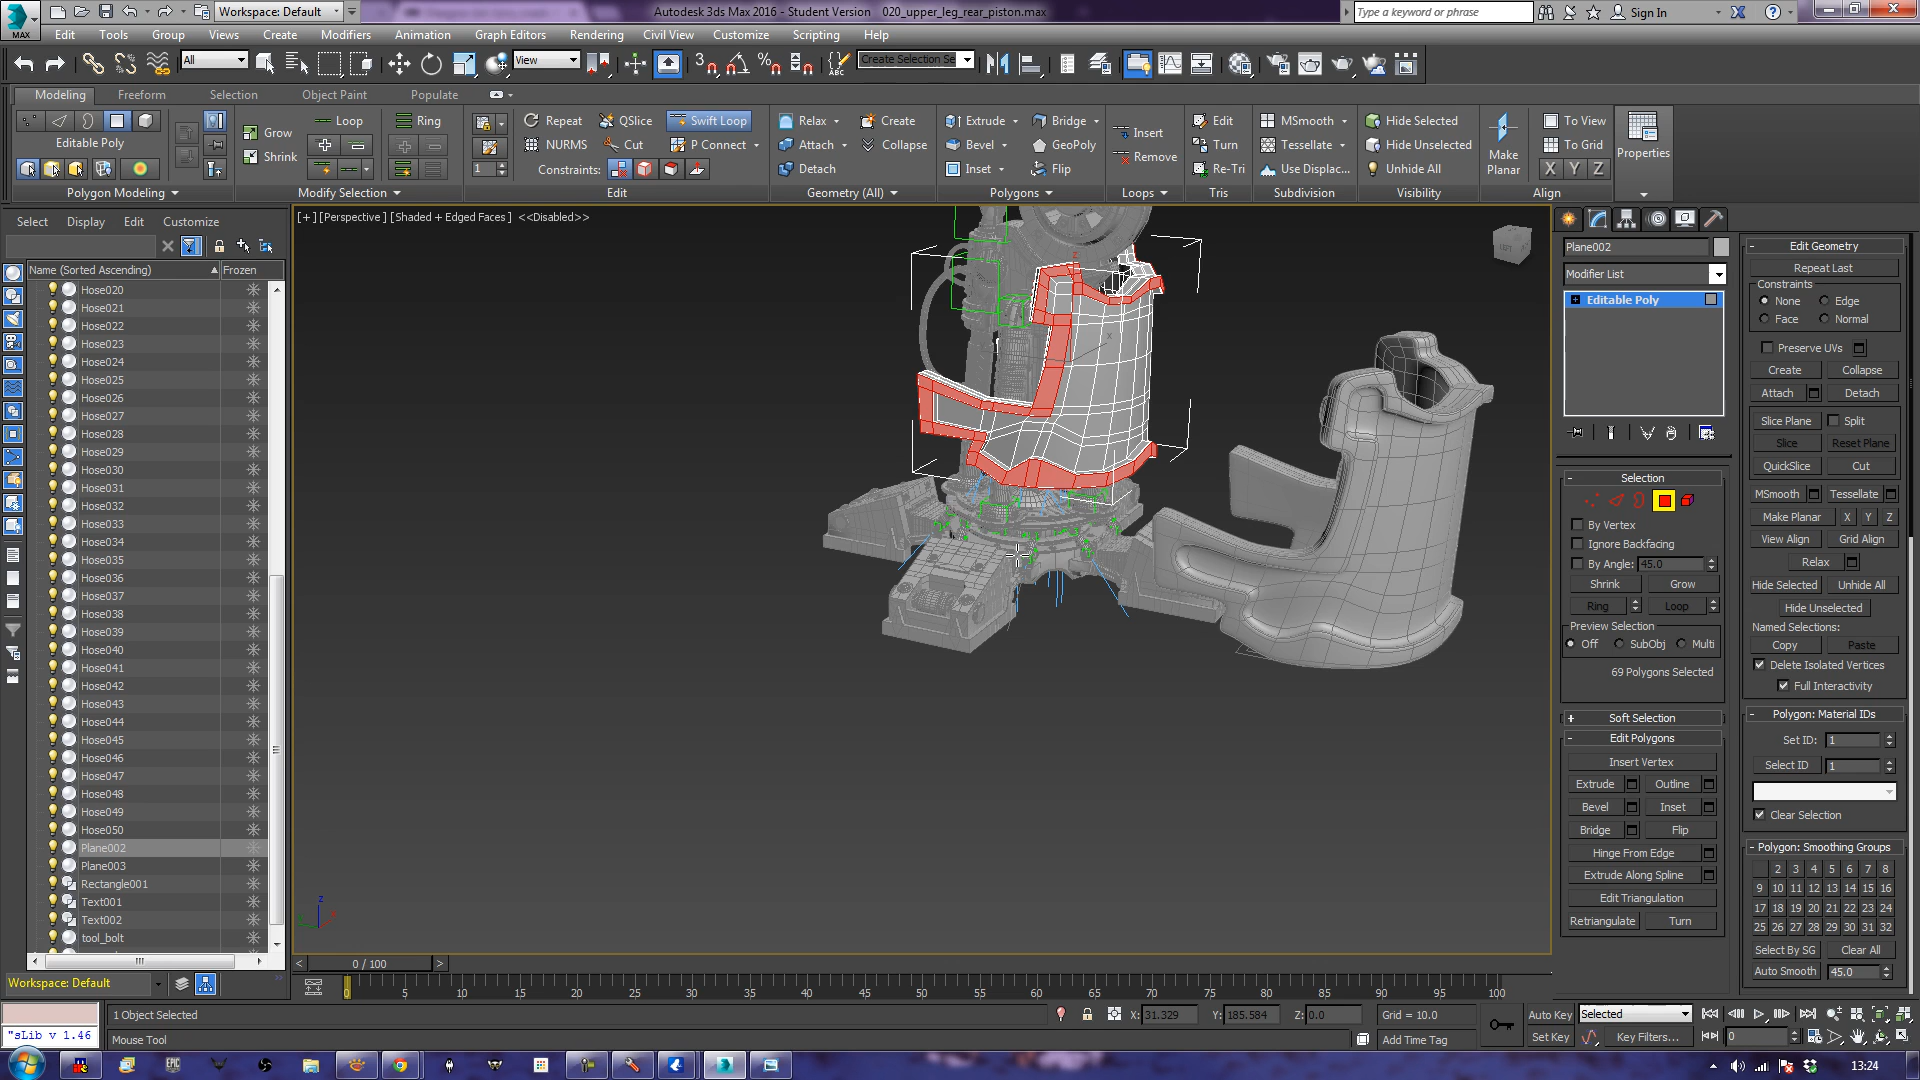 Workspace: Default
Autodesk 3ds Max 2016 - Student Version 020_upper_leg_rear_piston.max
Type a keyword or phrase
Sign In
MAX
Edit Tools Group Views Create Modifiers Animation Graph Editors Rendering Civil View Customize Scripting Help
All
View
3
ABC
Create Selection Se
Modeling Freeform Selection Object Paint Populate
Loop Ring Repeat QSlice Swift Loop Relax Create Extrude Bridge Edit MSmooth Hide Selected To View
Grow Insert
Editable Poly NURMS Cut P Connect Attach Collapse Bevel GeoPoly Turn Tessellate Hide Unselected To Grid
Shrink Remove Make Planar Properties
1 Constraints: Detach Inset Flip Re-Tri Use Displac... Unhide All X Y Z
Polygon Modeling Modify Selection Edit Geometry (All) Polygons Loops Tris Subdivision Visibility Align
Select Display Edit Customize
[+] [Perspective ] [Shaded + Edged Faces ] <<Disabled>>
Name (Sorted Ascending) Frozen
Hose020
Hose021
Hose022
Hose023
Hose024
Hose025
Hose026
Hose027
Hose028
Hose029
Hose030
Hose031
Hose032
Hose033
Hose034
Hose035
Hose036
Hose037
Hose038
Hose039
Hose040
Hose041
Hose042
Hose043
Hose044
Hose045
Hose046
Hose047
Hose048
Hose049
Hose050
Plane002
Plane003
Rectangle001
Text001
Text002
tool_bolt
Workspace: Default
Plane002
Modifier List
Editable Poly
Selection
By Vertex
Ignore Backfacing
By Angle: 45.0
Shrink Grow
Ring Loop
Preview Selection
Off SubObj Multi
69 Polygons Selected
+ Soft Selection
- Edit Polygons
Insert Vertex
Extrude Outline
Bevel Inset
Bridge Flip
Hinge From Edge
Extrude Along Spline
Edit Triangulation
Retriangulate Turn
- Edit Geometry
Repeat Last
Constraints
None Edge
Face Normal
Preserve UVs
Create Collapse
Attach Detach
Slice Plane Split
Slice Reset Plane
QuickSlice Cut
MSmooth Tessellate
Make Planar X Y Z
View Align Grid Align
Relax
Hide Selected Unhide All
Hide Unselected
Named Selections:
Copy Paste
Delete Isolated Vertices
Full Interactivity
- Polygon: Material IDs
Set ID: 1
Select ID 1
Clear Selection
- Polygon: Smoothing Groups
2 3 4 5 6 7 8
9 10 11 12 13 14 15 16
17 18 19 20 21 22 23 24
25 26 27 28 29 30 31 32
Select By SG Clear All
Auto Smooth 45.0
z
x
< 0 / 100 >
0 5 10 15 20 25 30 35 40 45 50 55 60 65 70 75 80 85 90 95 100
1 Object Selected X: 31.329 Y: 185.584 Z: 0.0 Grid = 10.0 Auto Key Selected
"sLib v 1.46 Mouse Tool Add Time Tag Set Key Key Filters... 0
13:24